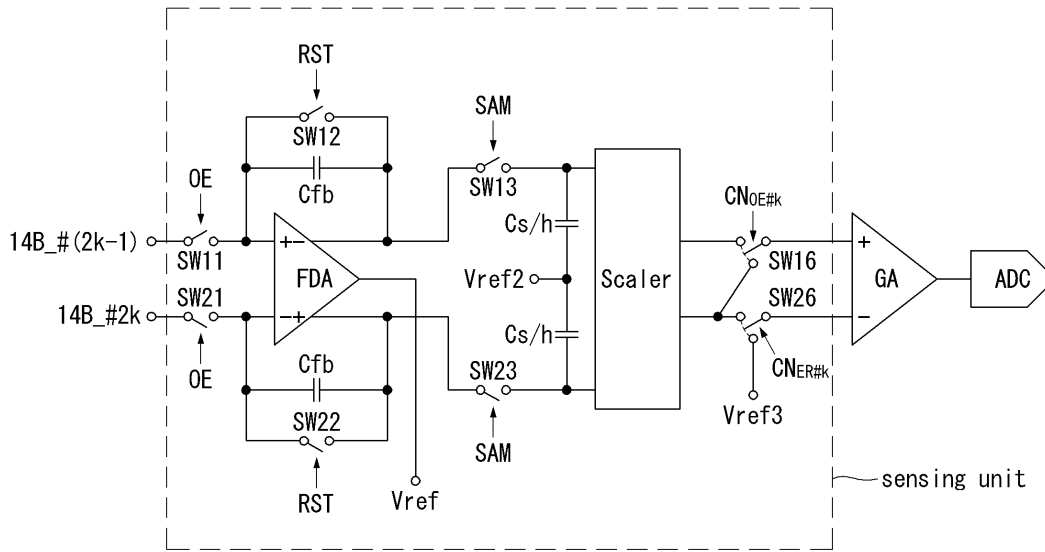 RST
SAM
SW12
OE
Cfb
SW13
CNOE#k
Cs/h
14B_#(2k-1)
SW11
+-
+
SW16
SW21
FDA
Vref2
Scaler
GA
ADC
14B_#2k
SW26
-+
-
OE
Cfb
Cs/h
SW23
CNER#k
SW22
Vref3
SAM
RST
Vref
sensing unit